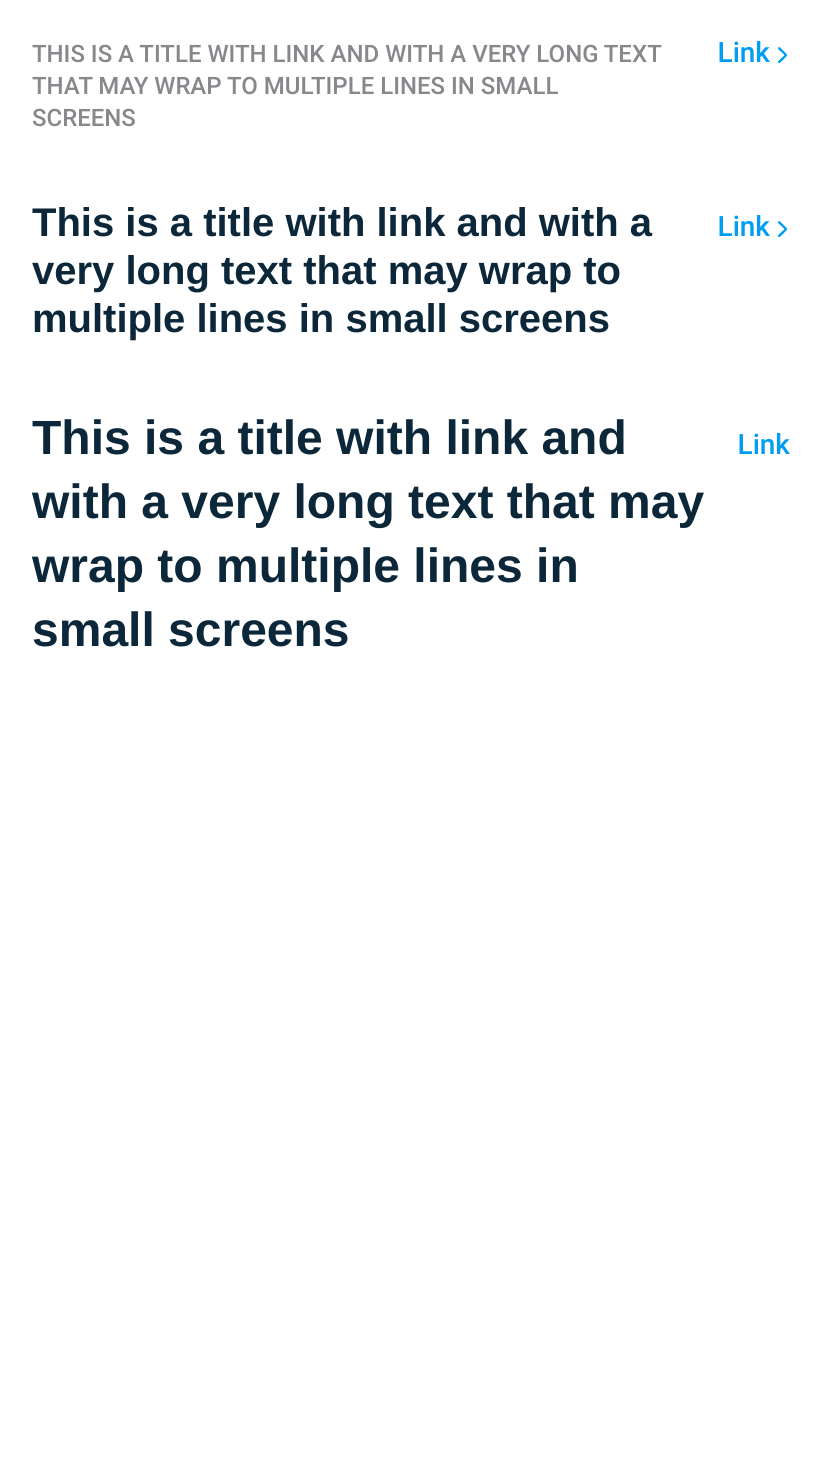 THIS IS A TITLE WITH LINK AND WITH A VERY LONG TEXT Link
THAT MAY WRAP TO MULTIPLE LINES IN SMALL
SCREENS
This is a title with link and with a Link
very long text that may wrap to
multiple lines in small screens
This is a title with link and Link
with a very long text that may
wrap to multiple lines in
small screens